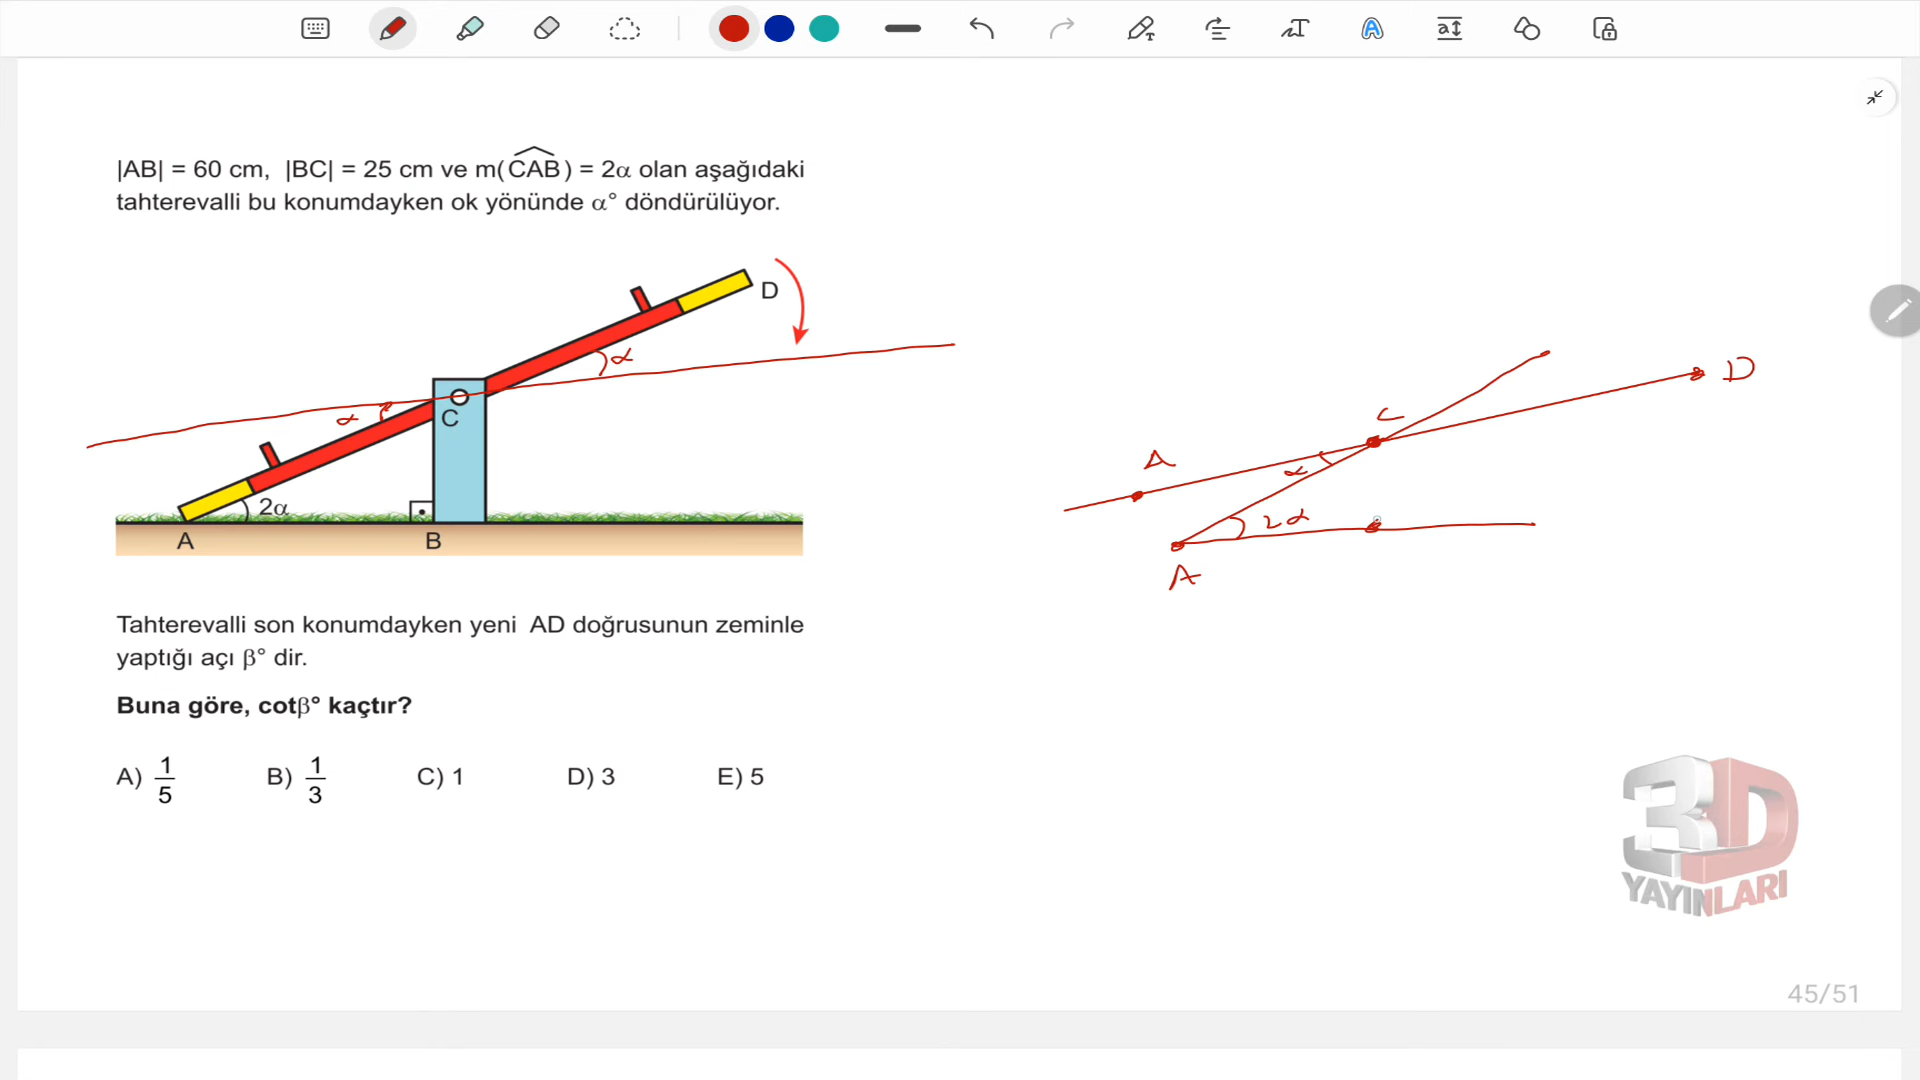 |AB| = 60 cm, |BC| = 25 cm ve m(CAB) = 2α olan aşağıdaki
tahterevalli bu konumdayken ok yönünde α° döndürülüyor.
D
α
α
C
2α
A
B
D
C
A
α
2α
A
Tahterevalli son konumdayken yeni AD doğrusunun zeminle
yaptığı açı β° dir.
Buna göre, cotβ° kaçtır?
A) 1/5 B) 1/3 C) 1 D) 3 E) 5
3D
YAYINLARI
45/51